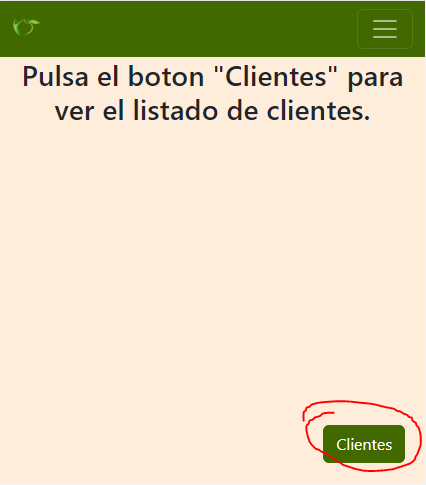 Pulsa el boton "Clientes" para
ver el listado de clientes.
Clientes